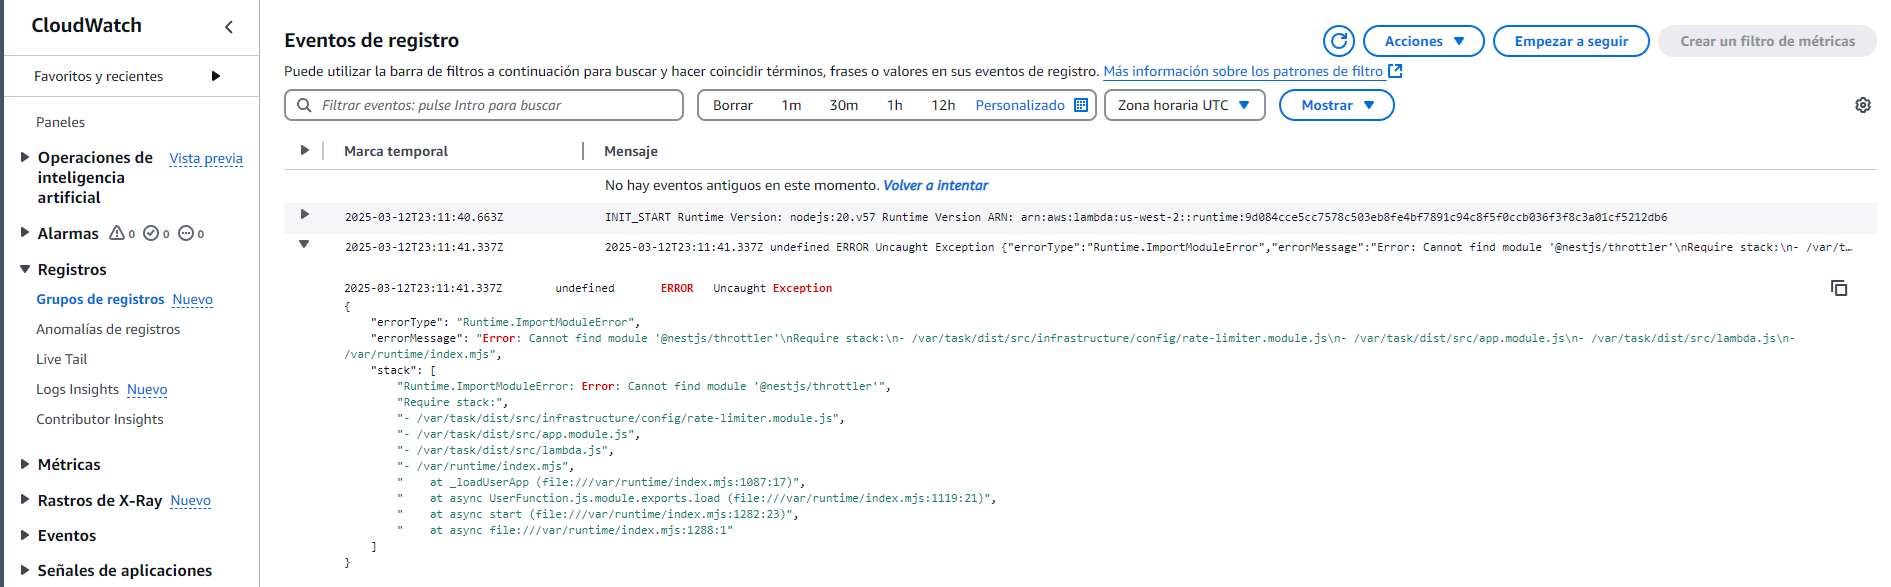 CloudWatch
Favoritos y recientes
Paneles
Operaciones de inteligencia artificial Vista previa
Alarmas 0 0 0
Registros
Grupos de registros Nuevo
Anomalías de registros
Live Tail
Logs Insights Nuevo
Contributor Insights
Métricas
Rastros de X-Ray Nuevo
Eventos
Señales de aplicaciones
Eventos de registro
Acciones
Empezar a seguir
Crear un filtro de métricas
Puede utilizar la barra de filtros a continuación para buscar y hacer coincidir términos, frases o valores en sus eventos de registro. Más información sobre los patrones de filtro
Filtrar eventos: pulse Intro para buscar
Borrar 1m 30m 1h 12h Personalizado
Zona horaria UTC
Mostrar
Marca temporal Mensaje
No hay eventos antiguos en este momento. Volver a intentar
2025-03-12T23:11:40.663Z INIT_START Runtime Version: nodejs:20.v57 Runtime Version ARN: arn:aws:lambda:us-west-2::runtime:9d084cce5cc7578c503eb8fe4bf7891c94c8f5f0ccb036f3f8c3a01cf5212db6
2025-03-12T23:11:41.337Z 2025-03-12T23:11:41.337Z undefined ERROR Uncaught Exception {"errorType":"Runtime.ImportModuleError","errorMessage":"Error: Cannot find module '@nestjs/throttler'\nRequire stack:\n- /var/t…
2025-03-12T23:11:41.337Z undefined ERROR Uncaught Exception
{
"errorType": "Runtime.ImportModuleError",
"errorMessage": "Error: Cannot find module '@nestjs/throttler'\nRequire stack:\n- /var/task/dist/src/infrastructure/config/rate-limiter.module.js\n- /var/task/dist/src/app.module.js\n- /var/task/dist/src/lambda.js\n-
/var/runtime/index.mjs",
"stack": [
"Runtime.ImportModuleError: Error: Cannot find module '@nestjs/throttler'",
"Require stack:",
"- /var/task/dist/src/infrastructure/config/rate-limiter.module.js",
"- /var/task/dist/src/app.module.js",
"- /var/task/dist/src/lambda.js",
"- /var/runtime/index.mjs",
"    at _loadUserApp (file:///var/runtime/index.mjs:1087:17)",
"    at async UserFunction.js.module.exports.load (file:///var/runtime/index.mjs:1119:21)",
"    at async start (file:///var/runtime/index.mjs:1282:23)",
"    at async file:///var/runtime/index.mjs:1288:1"
]
}